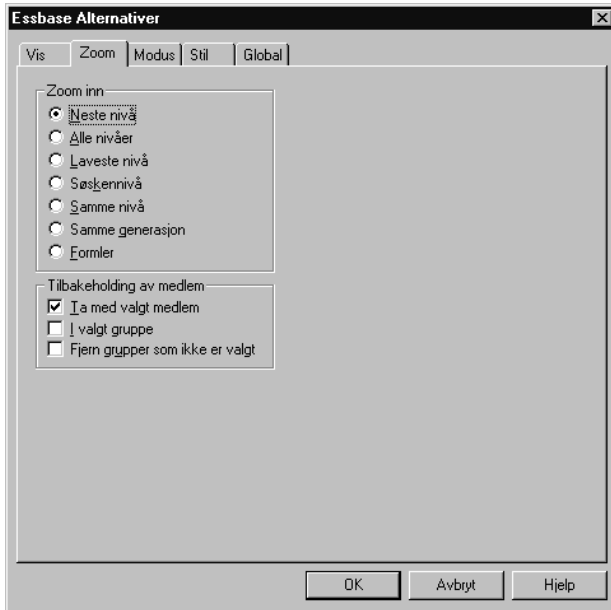 Essbase Alternativer
Vis Zoom Modus Stil Global
Zoom inn
Neste nivå
Alle nivåer
Laveste nivå
Søskennivå
Samme nivå
Samme generasjon
Formler
Tilbakeholding av medlem
Ta med valgt medlem
I valgt gruppe
Fjern grupper som ikke er valgt
OK Avbryt Hjelp